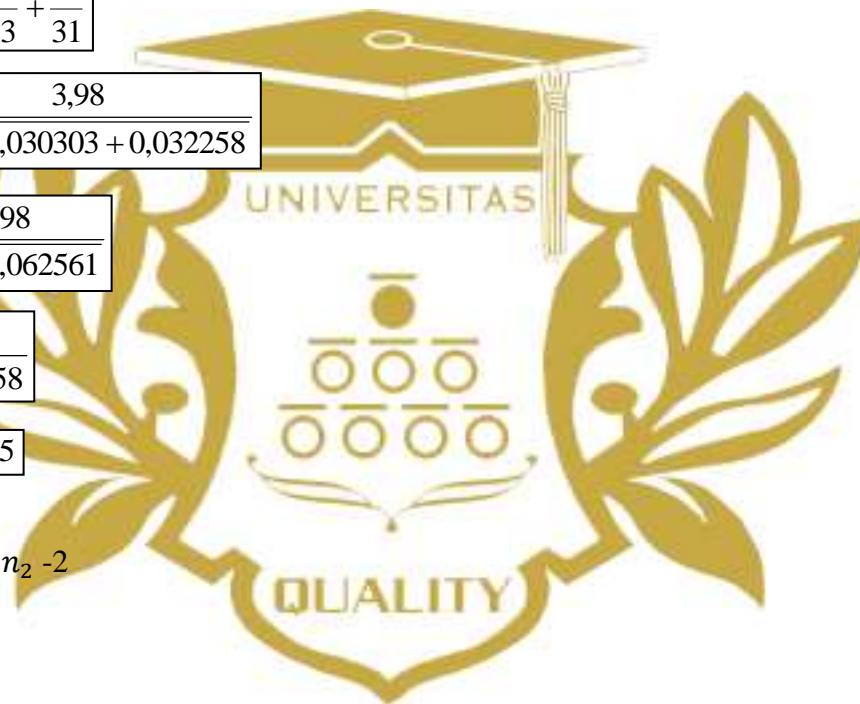 3 + 31
3,98
,030303 + 0,032258
UNIVERSITAS
98
,062561
58
5
n₂ -2
QUALITY